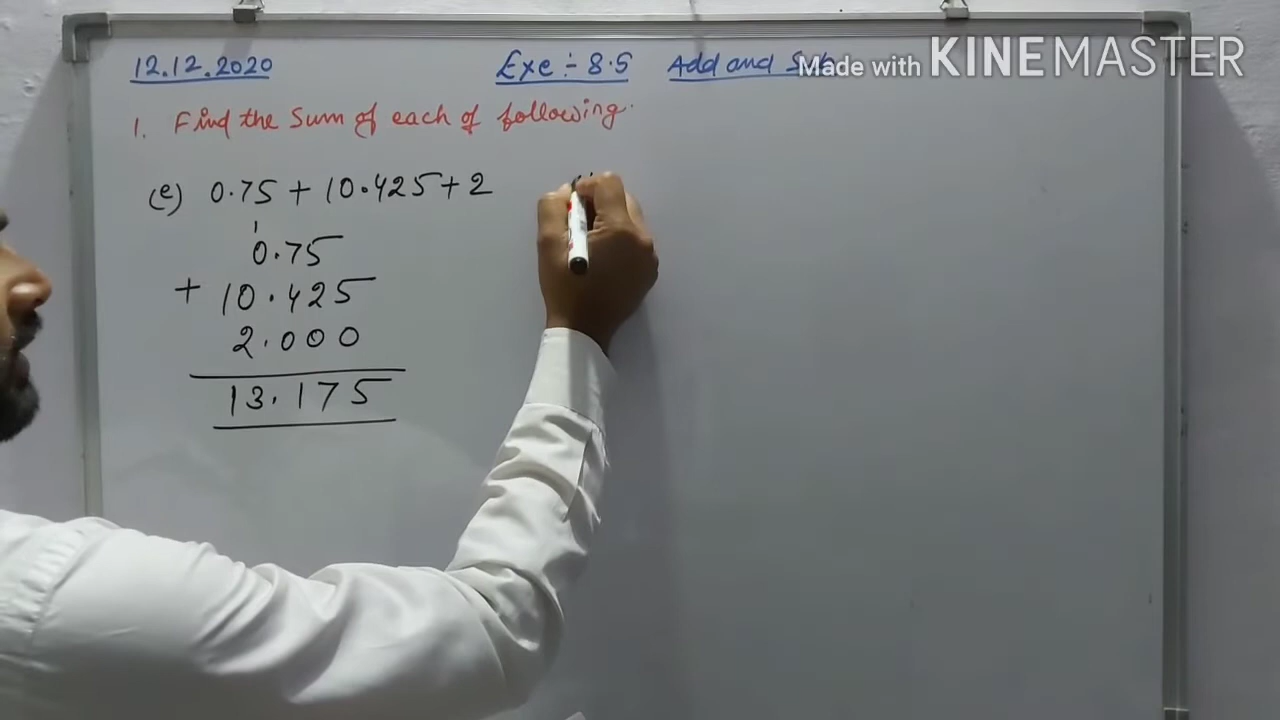 12.12.2020 Exe ÷ 8.5 Add and Sub
Made with KINEMASTER
1. Find the Sum of each of following.
(e) 0.75 + 10.425 + 2
1
0.75
+ 10.425
2.000
13.175